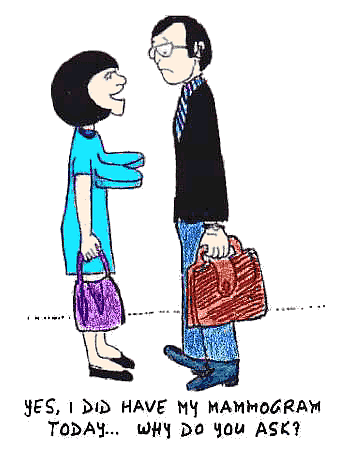 YES, I DID HAVE MY MAMMOGRAM
TODAY... WHY DO YOU ASK?